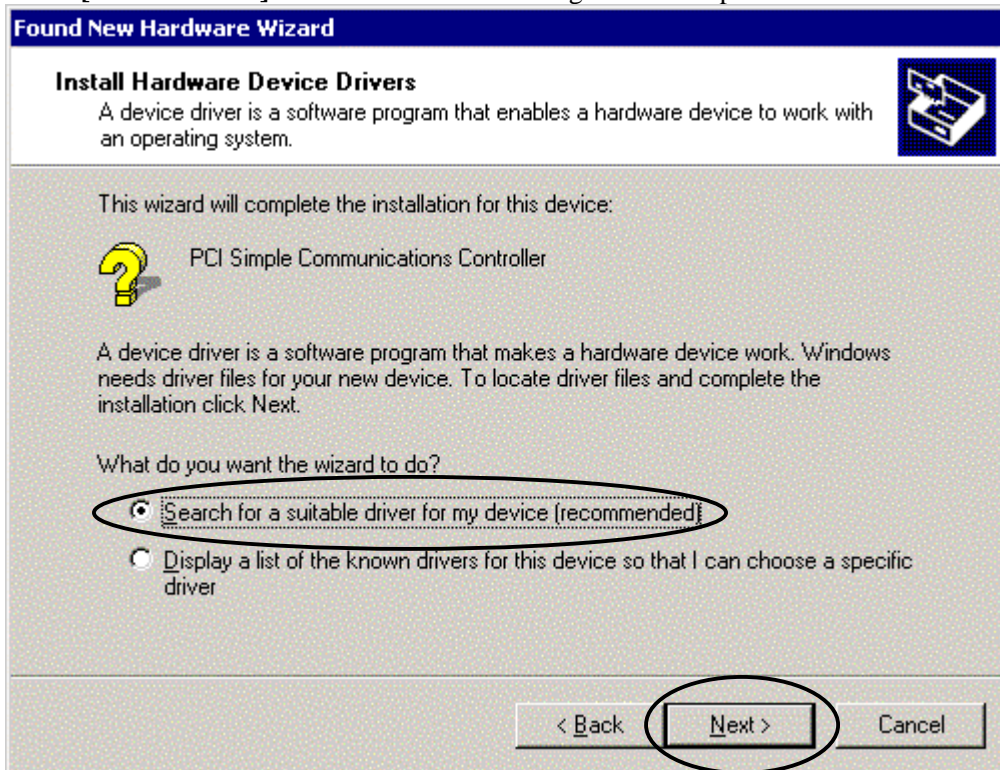 Found New Hardware Wizard
Install Hardware Device Drivers
A device driver is a software program that enables a hardware device to work with
an operating system.
This wizard will complete the installation for this device:
PCI Simple Communications Controller
A device driver is a software program that makes a hardware device work. Windows
needs driver files for your new device. To locate driver files and complete the
installation click Next.
What do you want the wizard to do?
Search for a suitable driver for my device (recommended)
Display a list of the known drivers for this device so that I can choose a specific
driver
< Back Next > Cancel